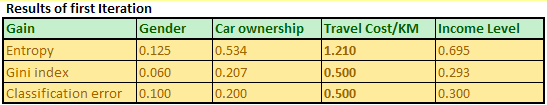 Results of first Iteration
Gain Gender Car ownership Travel Cost/KM Income Level
Entropy 0.125 0.534 1.210 0.695
Gini index 0.060 0.207 0.500 0.293
Classification error 0.100 0.200 0.500 0.300